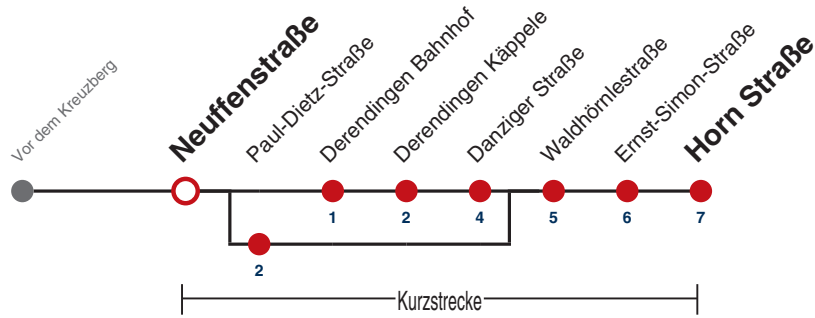 Vor dem Kreuzberg
Neuffenstraße
Paul-Dietz-Straße
Derendingen Bahnhof
Derendingen Käppele
Danziger Straße
Waldhörnlestraße
Ernst-Simon-Straße
Horn Straße
1
2
4
5
6
7
2
Kurzstrecke